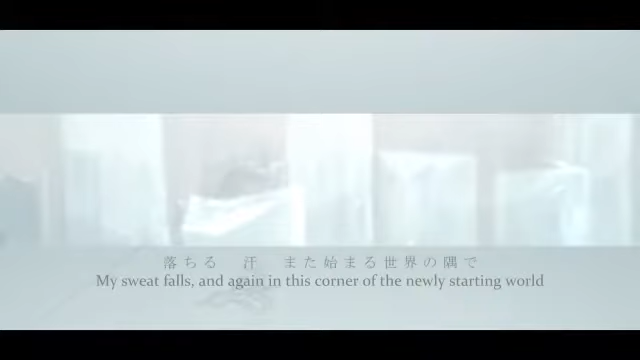 落ちる　汗　また始まる世界の隅で
My sweat falls, and again in this corner of the newly starting world